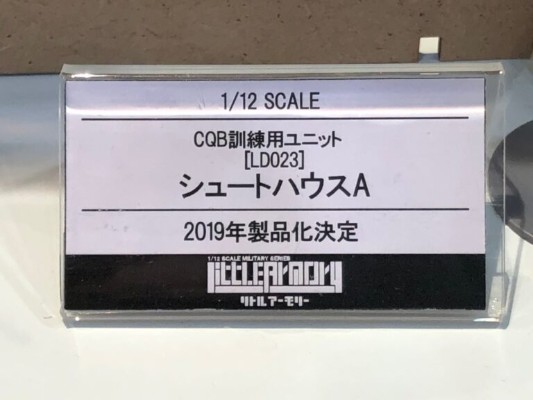 1/12 SCALE
CQB訓練用ユニット
[LD023]
シュートハウスA
2019年製品化決定
1/12 SCALE MILITARY SERIES
LITTLEARMORY
リトルアーモリー